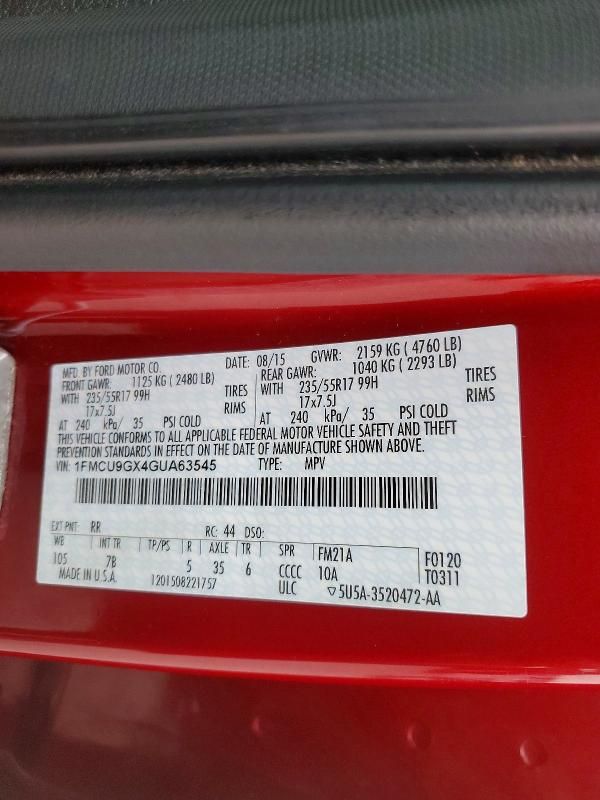 MFD. BY FORD MOTOR CO. DATE: 08/15 GVWR: 2159 KG ( 4760 LB)
FRONT GAWR: 1125 KG ( 2480 LB) REAR GAWR: 1040 KG ( 2293 LB)
WITH 235/55R17 99H TIRES WITH 235/55R17 99H TIRES
17x7.5J RIMS 17x7.5J RIMS
AT 240 kPa/ 35 PSI COLD AT 240 kPa/ 35 PSI COLD
THIS VEHICLE CONFORMS TO ALL APPLICABLE FEDERAL MOTOR VEHICLE SAFETY AND THEFT
PREVENTION STANDARDS IN EFFECT ON THE DATE OF MANUFACTURE SHOWN ABOVE.
VIN: 1FMCU9GX4GUA63545 TYPE: MPV
EXT PNT: RR RC: 44 DSO:
WB INT TR TP/PS R AXLE TR SPR FM21A F0120
105 7B 5 35 6 CCCC 10A T0311
MADE IN U.S.A. 1201508221757 ULC ▽5U5A-3520472-AA